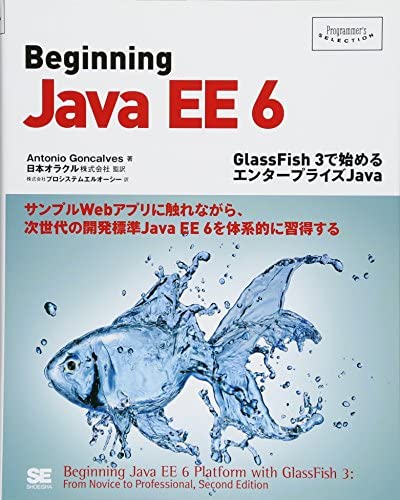 Programmer's
SELECTION
Beginning
Java EE 6
Antonio Goncalves 著
日本オラクル株式会社 監訳
株式会社プロシステムエルオーシー 訳
GlassFish 3で始める
エンタープライズJava
サンプルWebアプリに触れながら、
次世代の開発標準Java EE 6を体系的に習得する
SE
SHOEISHA
Beginning Java EE 6 Platform with GlassFish 3:
From Novice to Professional, Second Edition